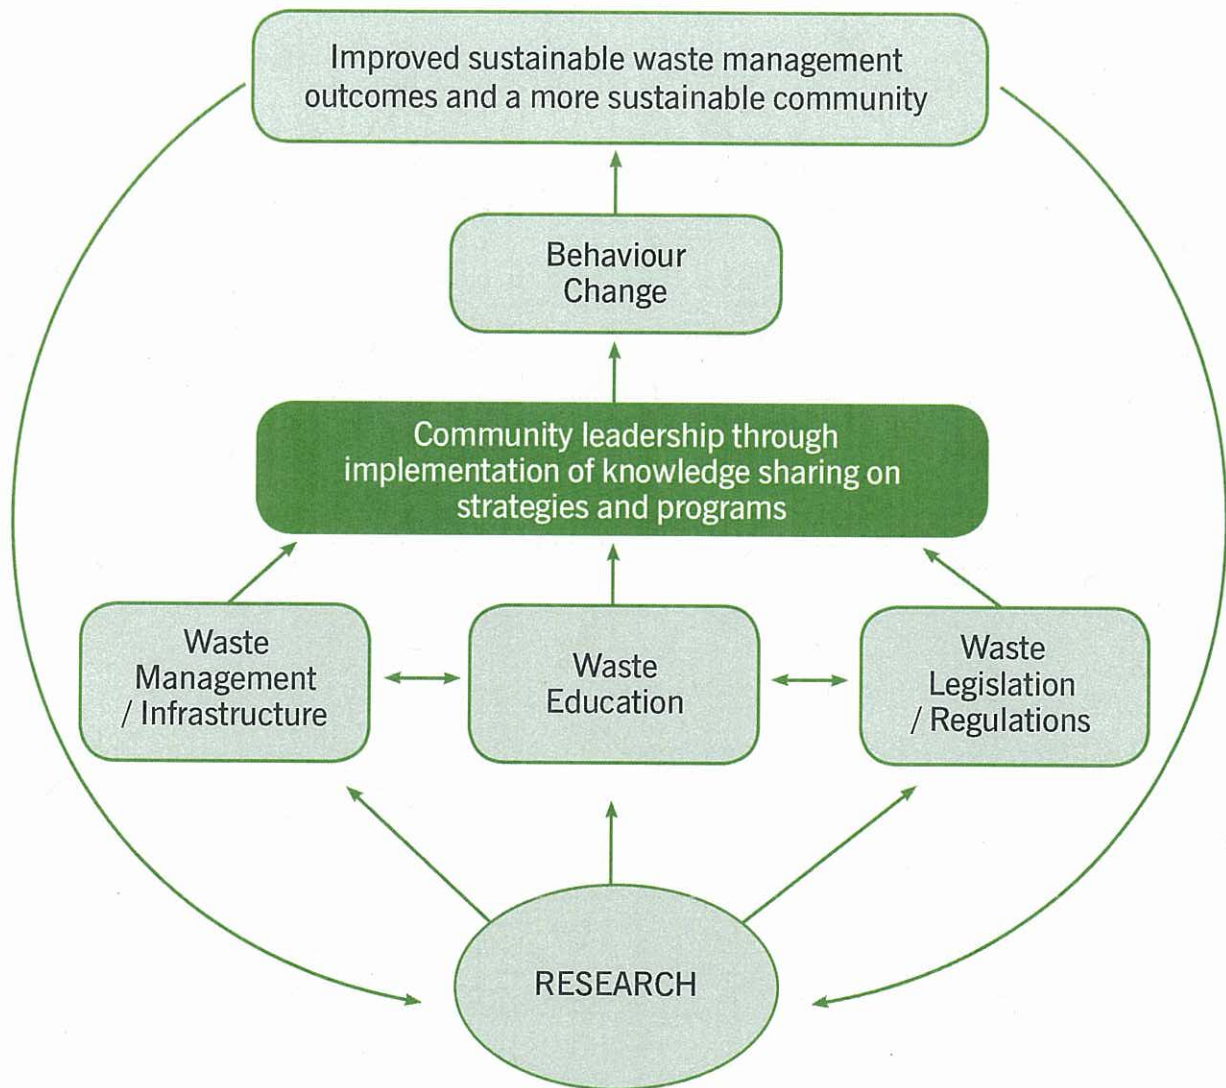 Improved sustainable waste management
outcomes and a more sustainable community
Behaviour
Change
Community leadership through
implementation of knowledge sharing on
strategies and programs
Waste
Management
/ Infrastructure
Waste
Education
Waste
Legislation
/ Regulations
RESEARCH